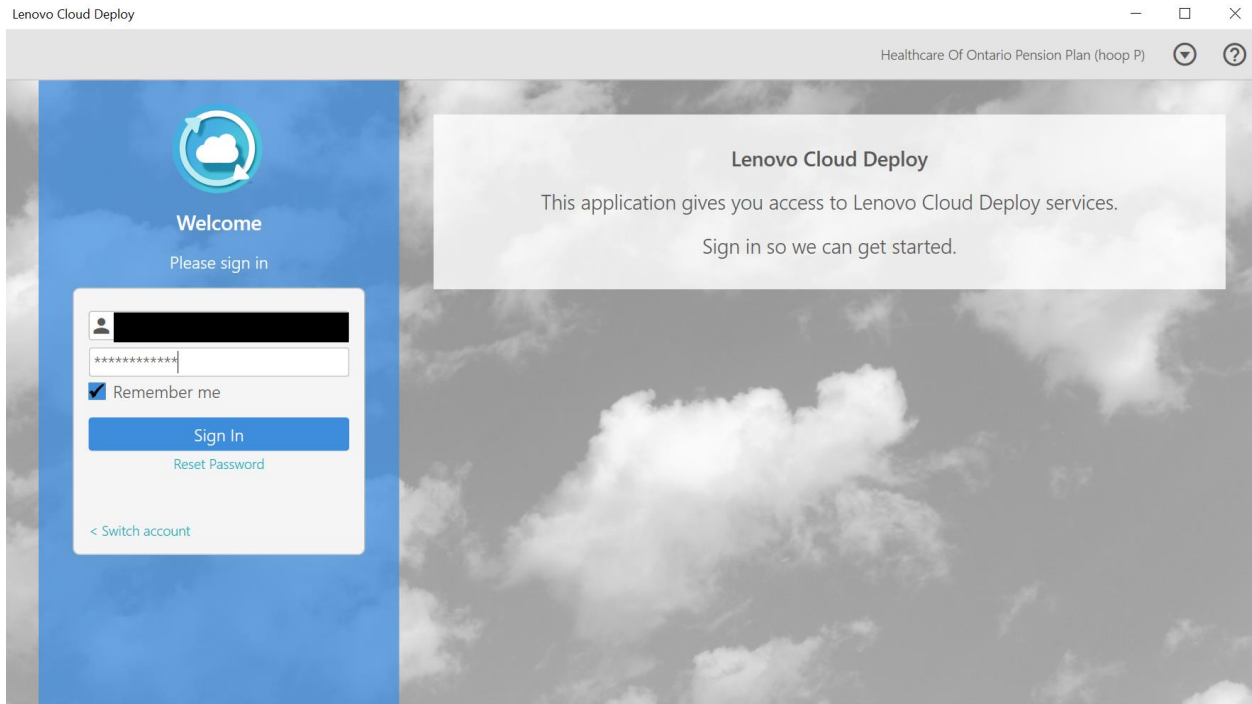 Lenovo Cloud Deploy
Healthcare Of Ontario Pension Plan (hoop P)
Welcome
Please sign in
************
Remember me
Sign In
Reset Password
< Switch account
Lenovo Cloud Deploy
This application gives you access to Lenovo Cloud Deploy services.
Sign in so we can get started.